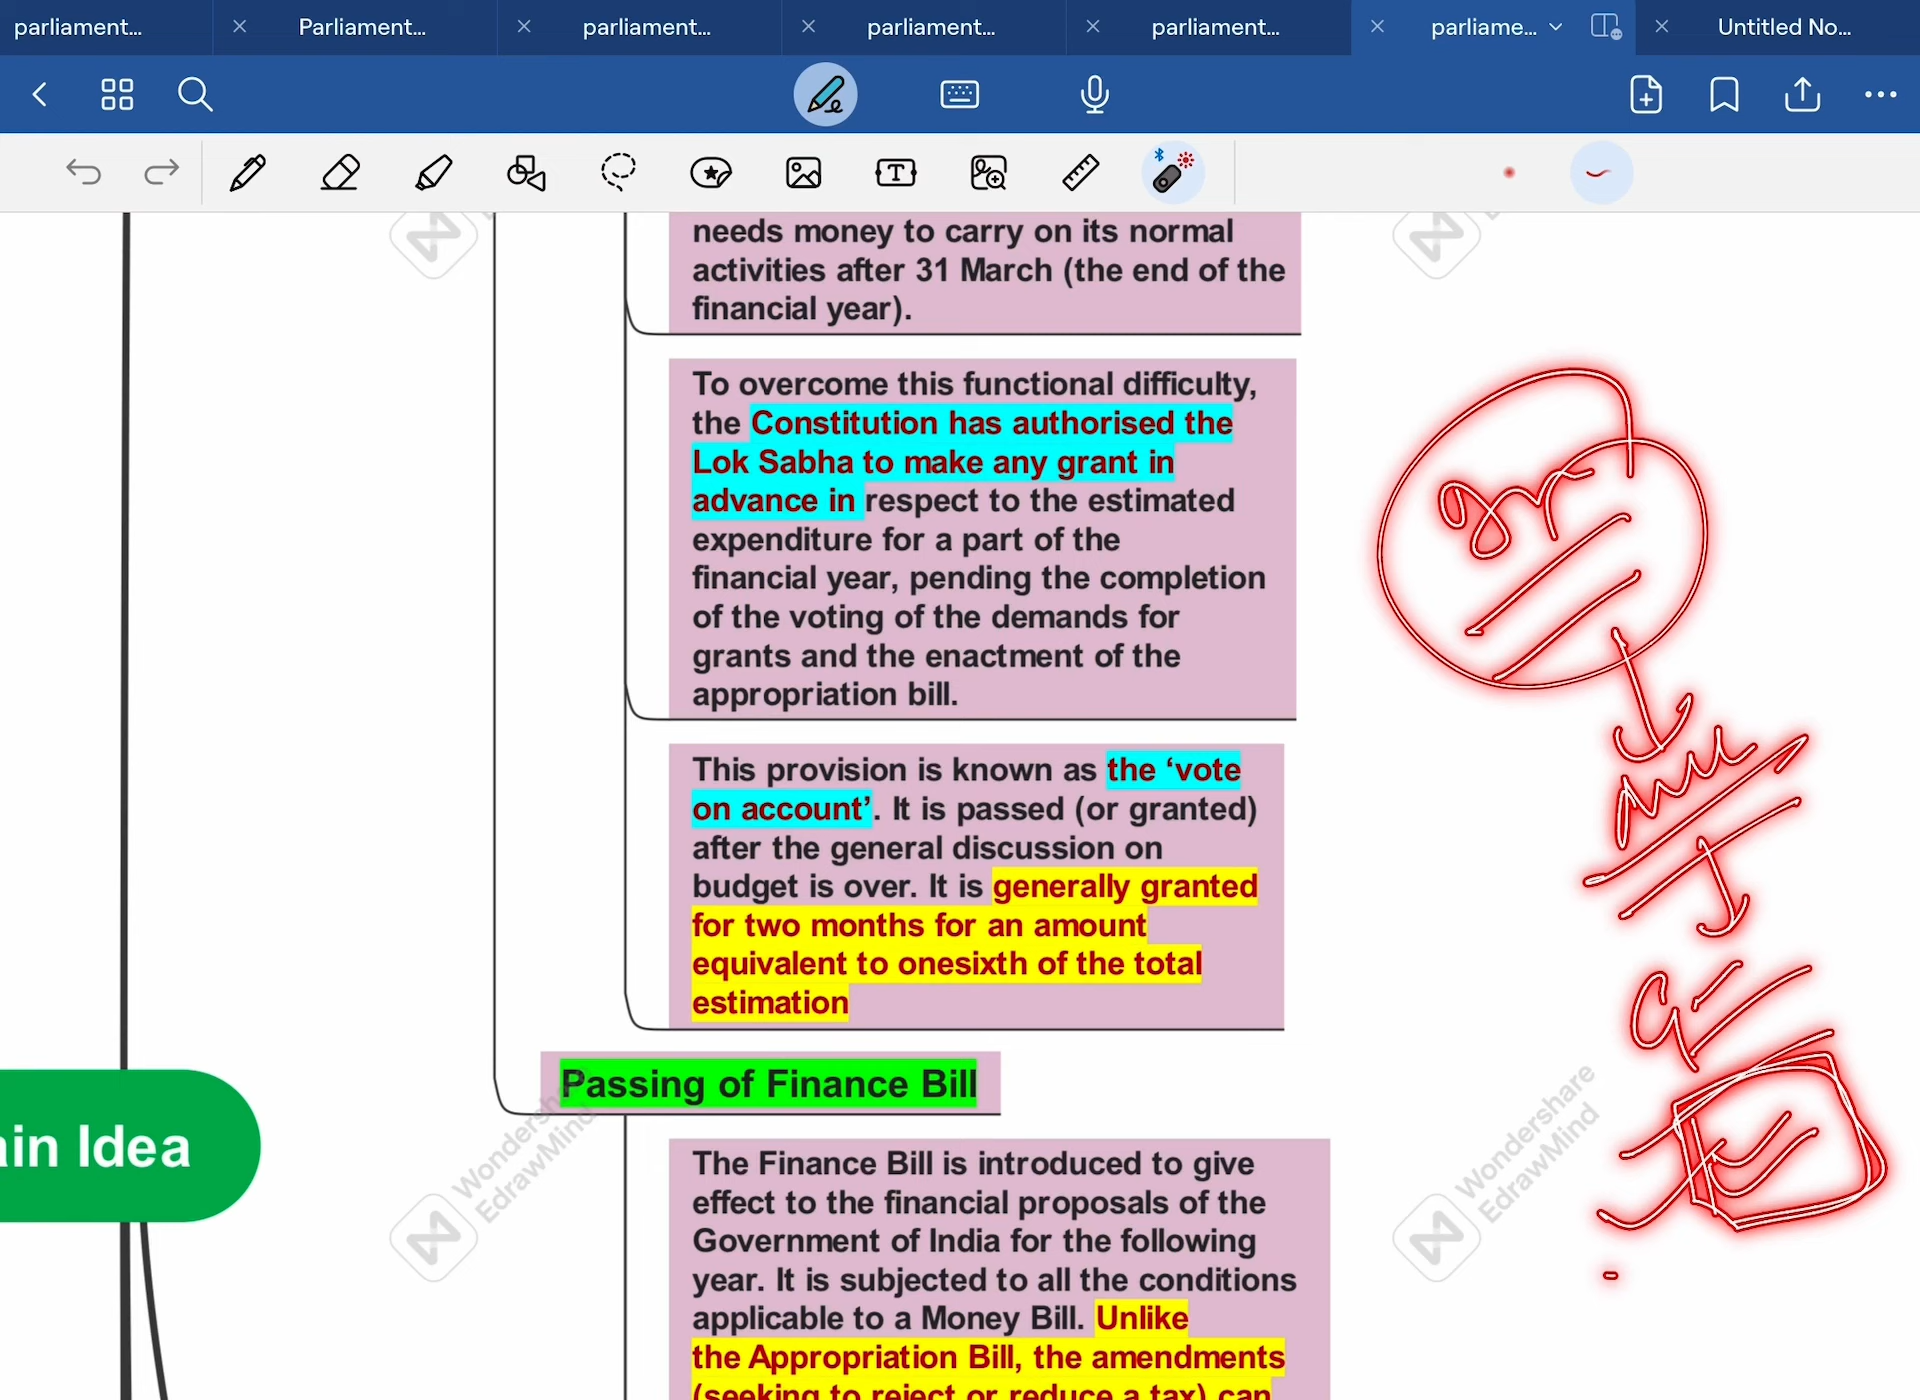 parliament...
Parliament...
parliament...
parliament...
parliament...
parliame...
Untitled No...
needs money to carry on its normal
activities after 31 March (the end of the
financial year).
To overcome this functional difficulty,
the Constitution has authorised the
Lok Sabha to make any grant in
advance in respect to the estimated
expenditure for a part of the
financial year, pending the completion
of the voting of the demands for
grants and the enactment of the
appropriation bill.
This provision is known as the ‘vote
on account’. It is passed (or granted)
after the general discussion on
budget is over. It is generally granted
for two months for an amount
equivalent to onesixth of the total
estimation
Passing of Finance Bill
ain Idea
Wondershare
EdrawMind
Wondershare
EdrawMind
The Finance Bill is introduced to give
effect to the financial proposals of the
Government of India for the following
year. It is subjected to all the conditions
applicable to a Money Bill. Unlike
the Appropriation Bill, the amendments
(seeking to reject or reduce a tax) can